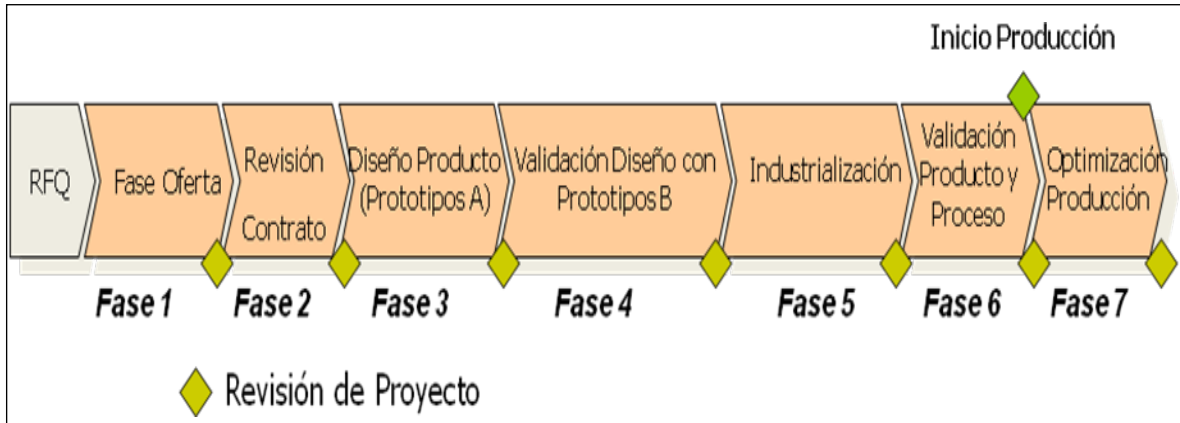 Inicio Producción
RFQ
Fase Oferta
Revisión
Contrato
Diseño Producto
(Prototipos A)
Validación Diseño con
Prototipos B
Industrialización
Validación
Producto y
Proceso
Optimización
Producción
Fase 1
Fase 2
Fase 3
Fase 4
Fase 5
Fase 6
Fase 7
Revisión de Proyecto